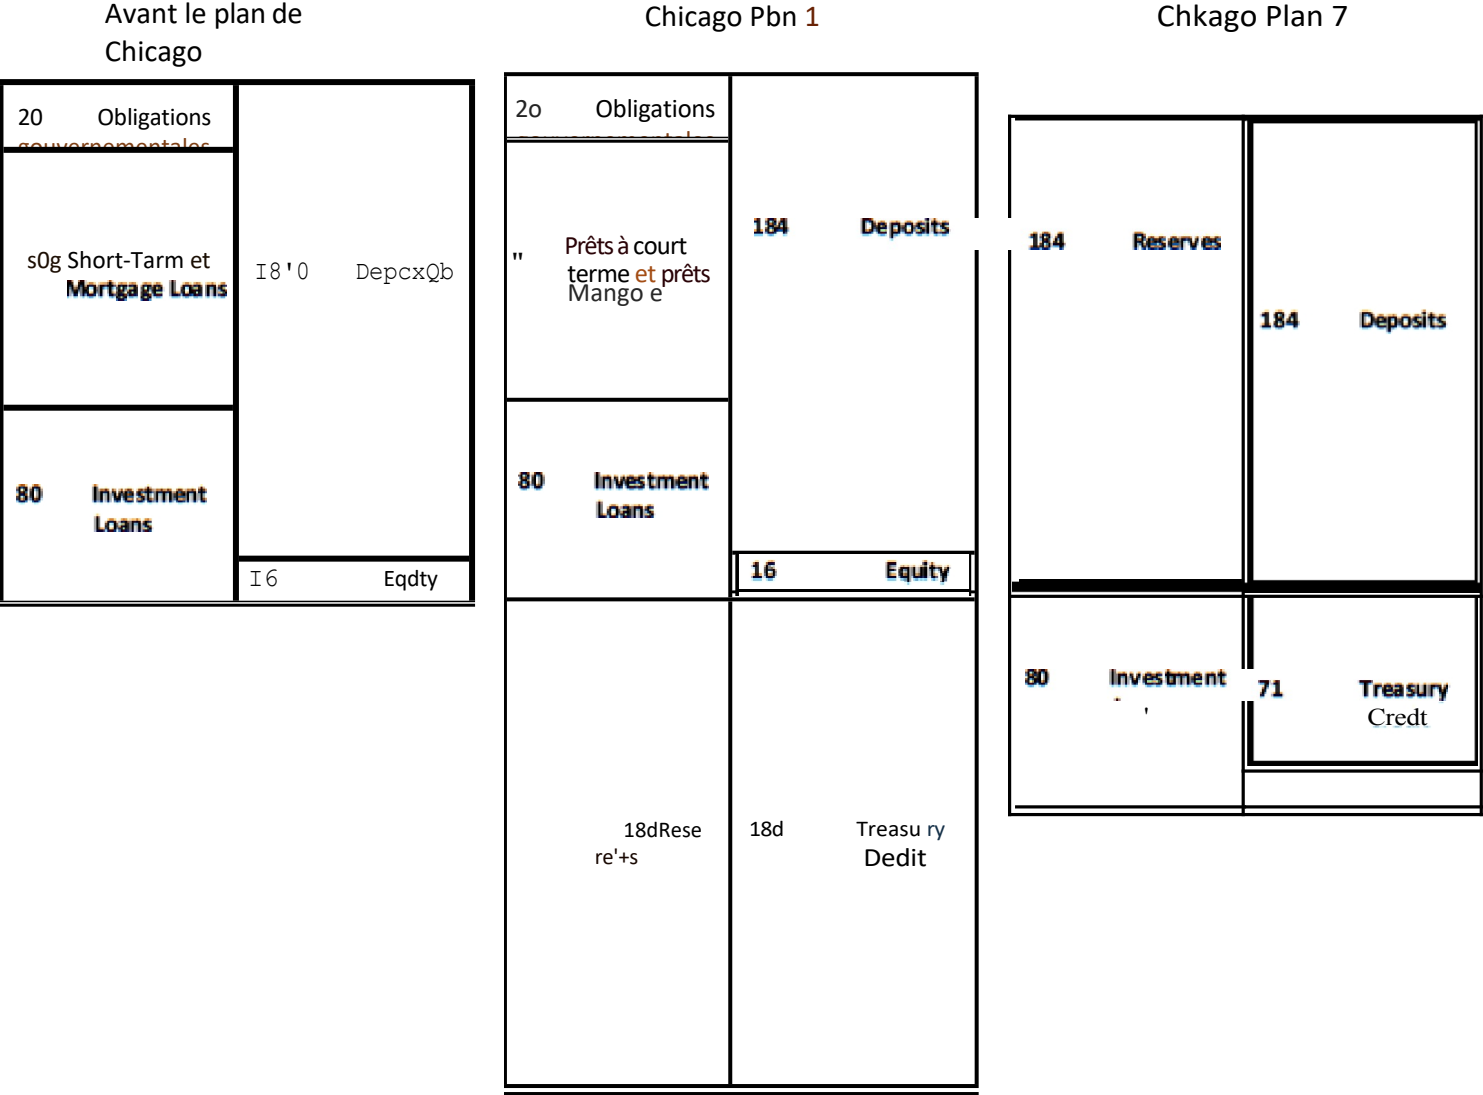 Avant le plan de
Chicago
20 Obligations
gouvernementales
s0g Short-Tarm et
Mortgage Loans
I8'0 DepcxQb
80 Investment
Loans
I6 Eqdty
Chicago Pbn 1
2o Obligations
gouvernementales
" Prêts à court
terme et prêts
Mango e
184 Deposits
80 Investment
Loans
16 Equity
18dRese
re'+s
18d Treasu ry
Dedit
Chkago Plan 7
184 Reserves
184 Deposits
80 Investment
71 Treasury
Credt